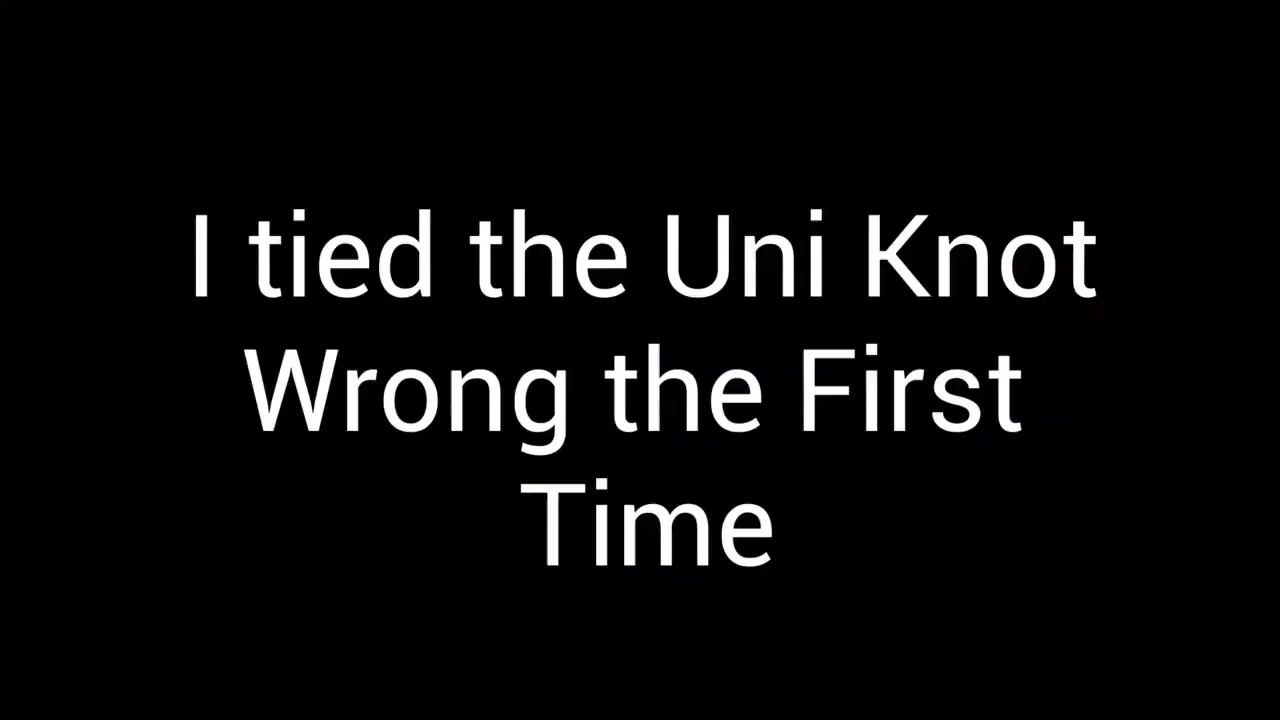 I tied the Uni Knot
Wrong the First
Time